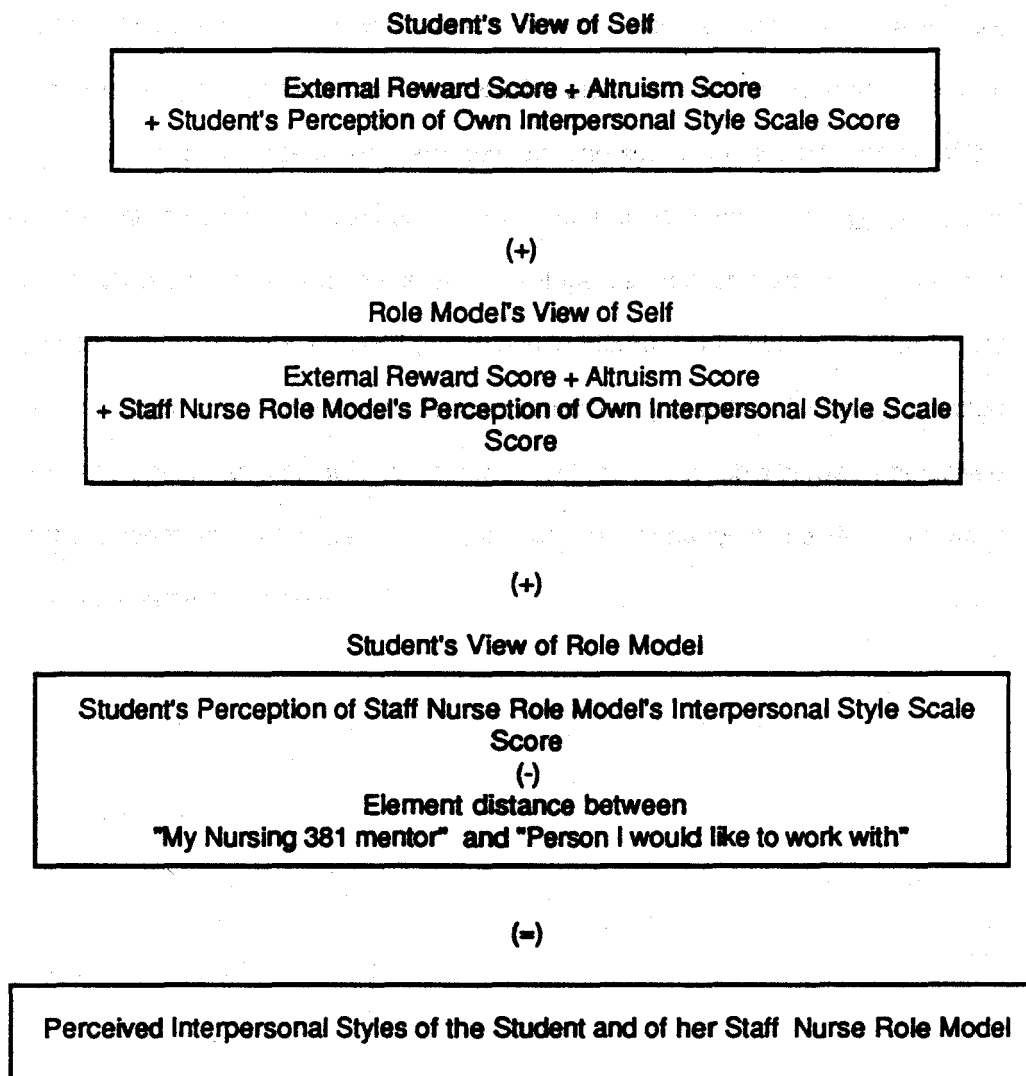 Student's View of Self
External Reward Score + Altruism Score
+ Student's Perception of Own Interpersonal Style Scale Score
(+)
Role Model's View of Self
External Reward Score + Altruism Score
+ Staff Nurse Role Model's Perception of Own Interpersonal Style Scale
Score
(+)
Student's View of Role Model
Student's Perception of Staff Nurse Role Model's Interpersonal Style Scale
Score
(-)
Element distance between
"My Nursing 381 mentor" and "Person I would like to work with"
(=)
Perceived Interpersonal Styles of the Student and of her Staff Nurse Role Model